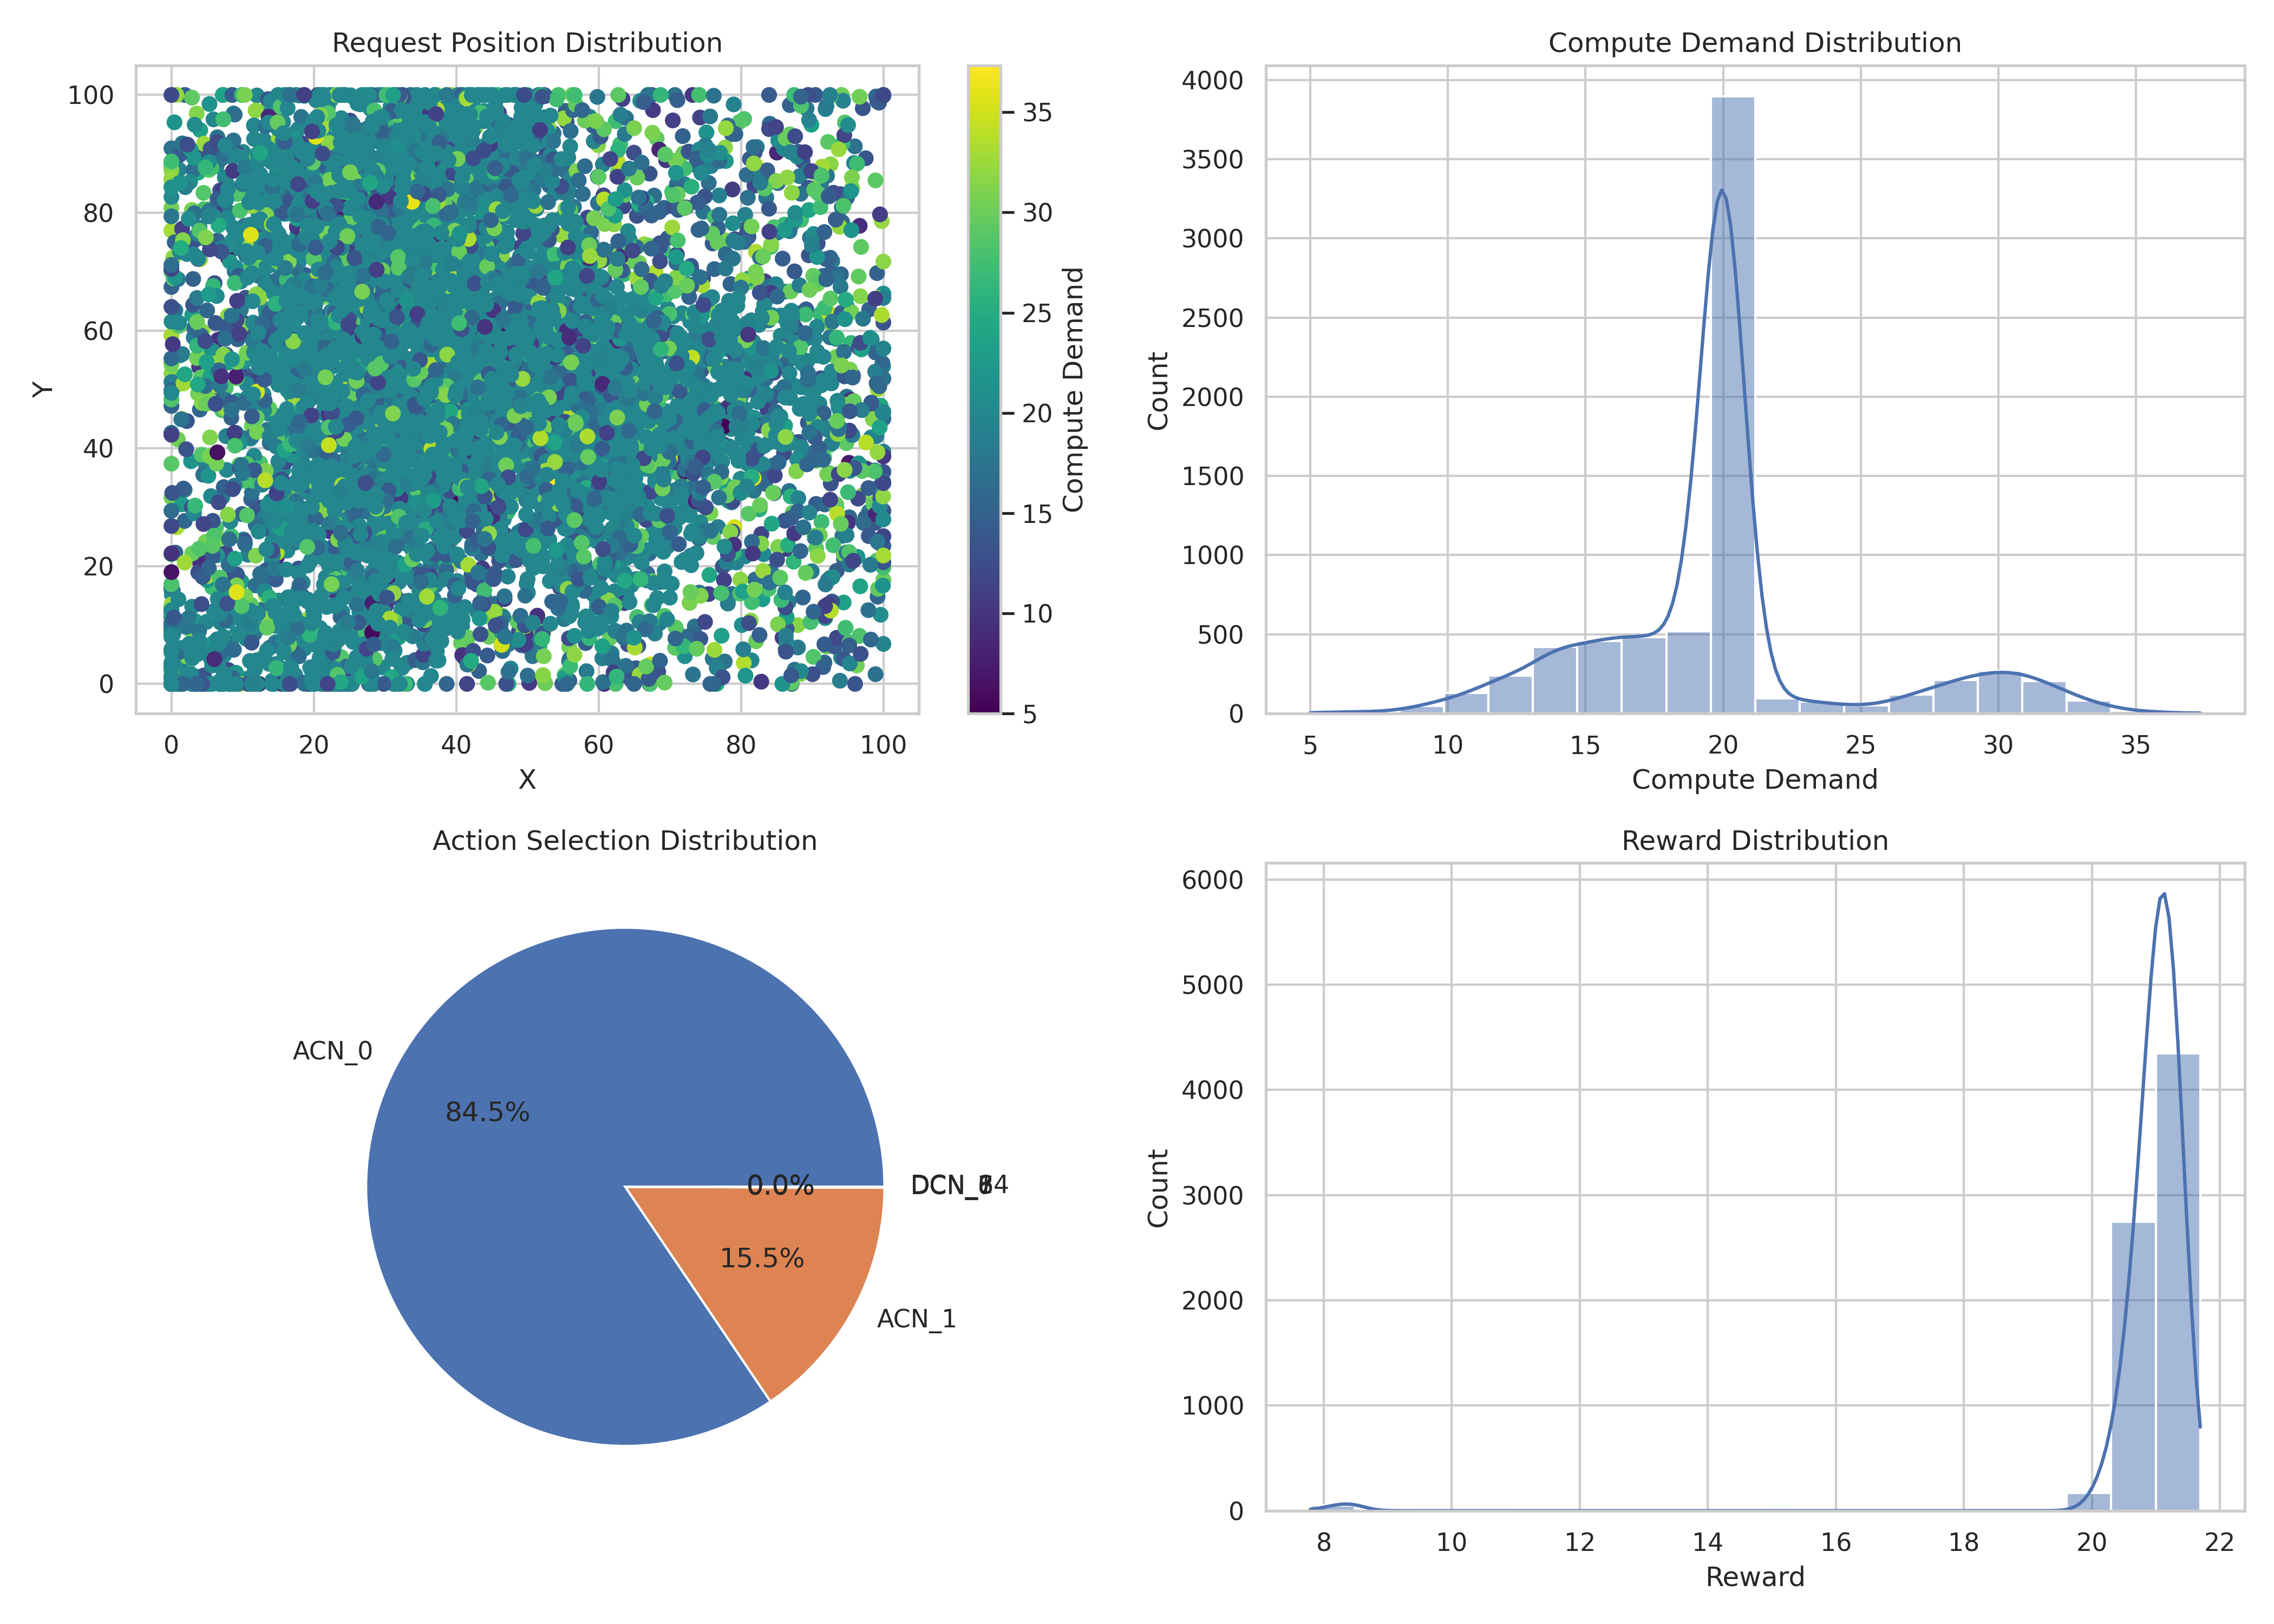 Request Position Distribution
100
80
60
40
20
0
Y
0 20 40 60 80 100
X
35
30
25
20
15
10
5
Compute Demand
Compute Demand Distribution
4000
3500
3000
2500
2000
1500
1000
500
0
Count
5 10 15 20 25 30 35
Compute Demand
Action Selection Distribution
ACN_0
84.5%
0.0%
15.5%
ACN_1
Reward Distribution
6000
5000
4000
3000
2000
1000
0
Count
8 10 12 14 16 18 20 22
Reward